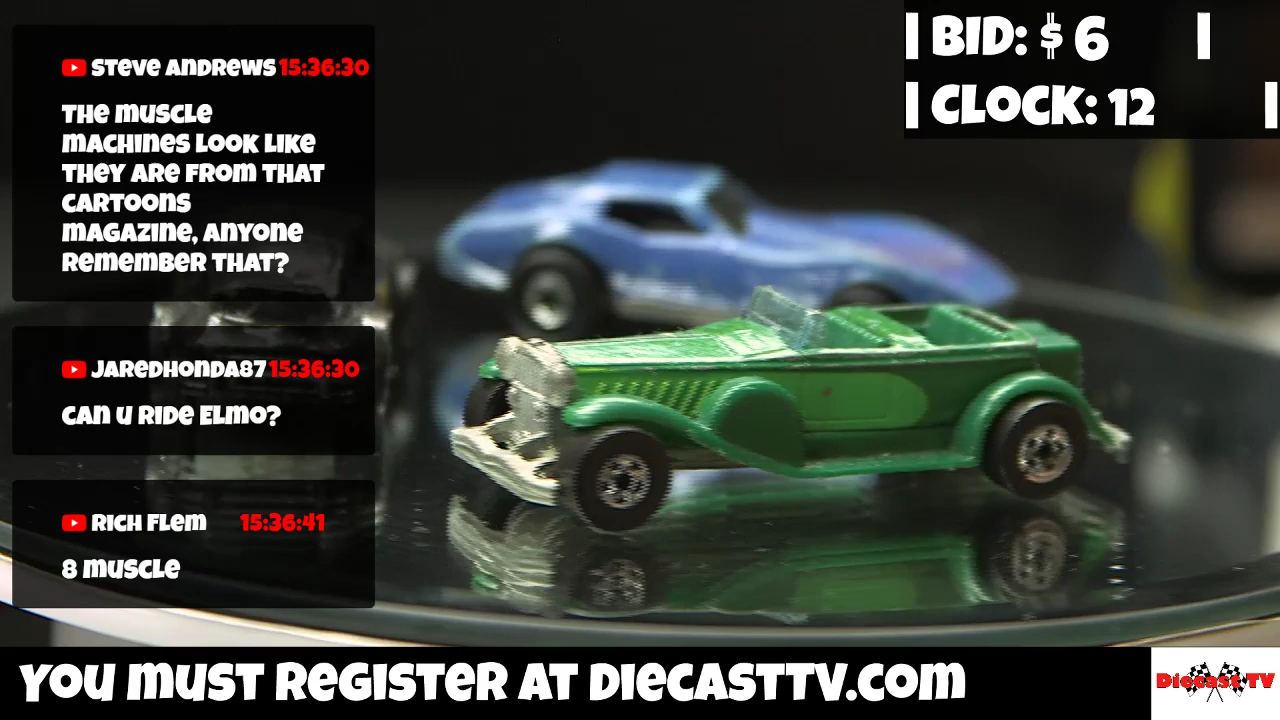 Steve Andrews 15:36:30
The muscle
machines look like
they are from that
cartoons
magazine, anyone
remember that?
Jaredhonda87 15:36:30
Can u ride Elmo?
Rich Flem 15:36:41
8 muscle
| BID: $ 6 |
| CLOCK: 12 |
YOU MUST REGISTER AT DIECASTTV.COM
Diecast TV